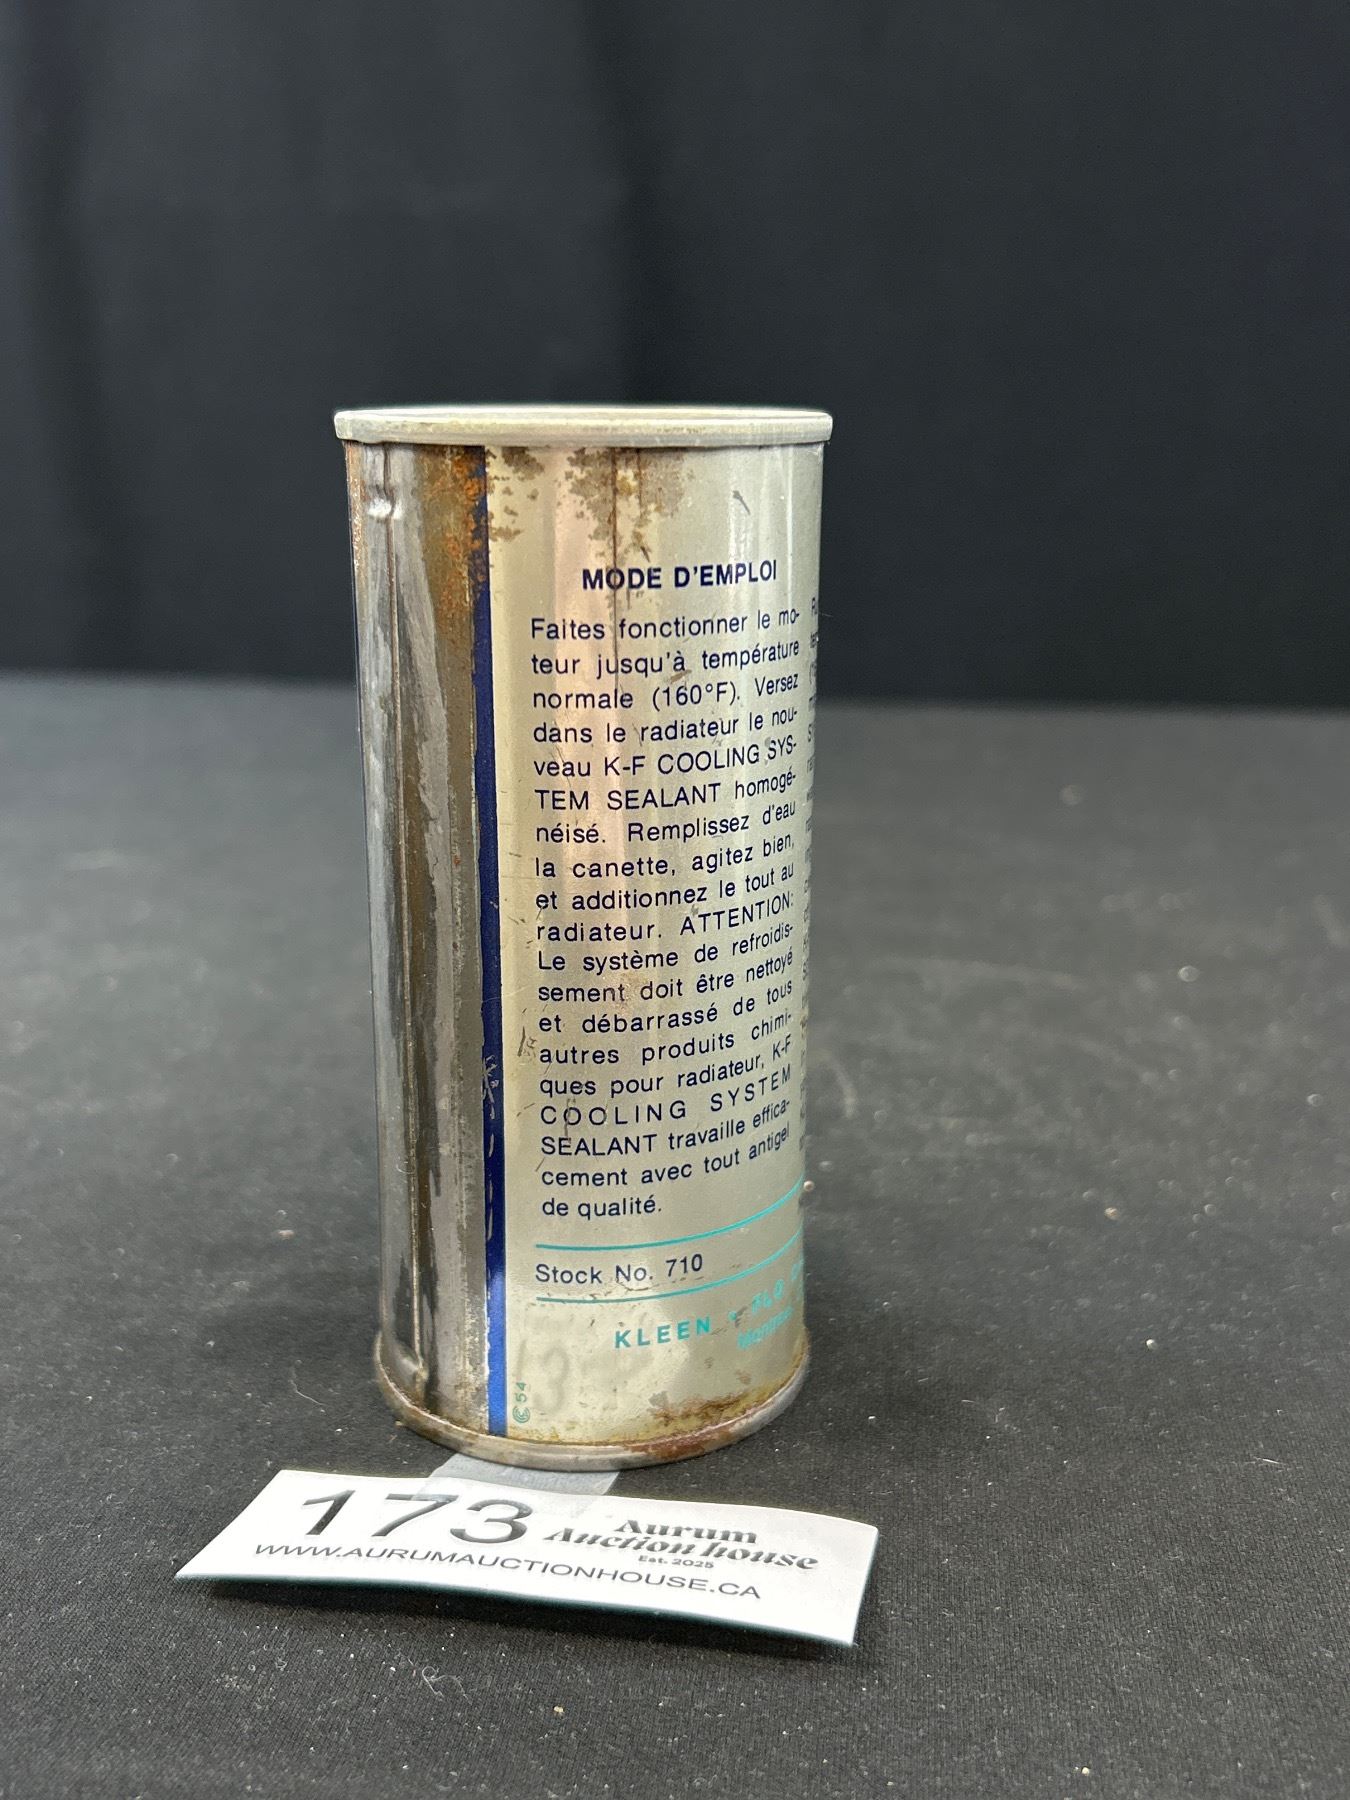 MODE D'EMPLOI
Faites fonctionner le mo-
teur jusqu'à température
normale (160°F). Versez
dans le radiateur le nou-
veau K-F COOLING SYS-
TEM SEALANT homogé-
néisé. Remplissez d'eau
la canette, agitez bien,
et additionnez le tout au
radiateur. ATTENTION:
Le système de refroidis-
sement doit être nettoyé
et débarrassé de tous
autres produits chimi-
ques pour radiateur, K-F
COOLING SYSTEM
SEALANT travaille effica-
cement avec tout antigel
de qualité.
Stock No. 710
KLEEN - FLO
54
173
Aurum
Auction house
Est. 2025
WWW.AURUMAUCTIONHOUSE.CA